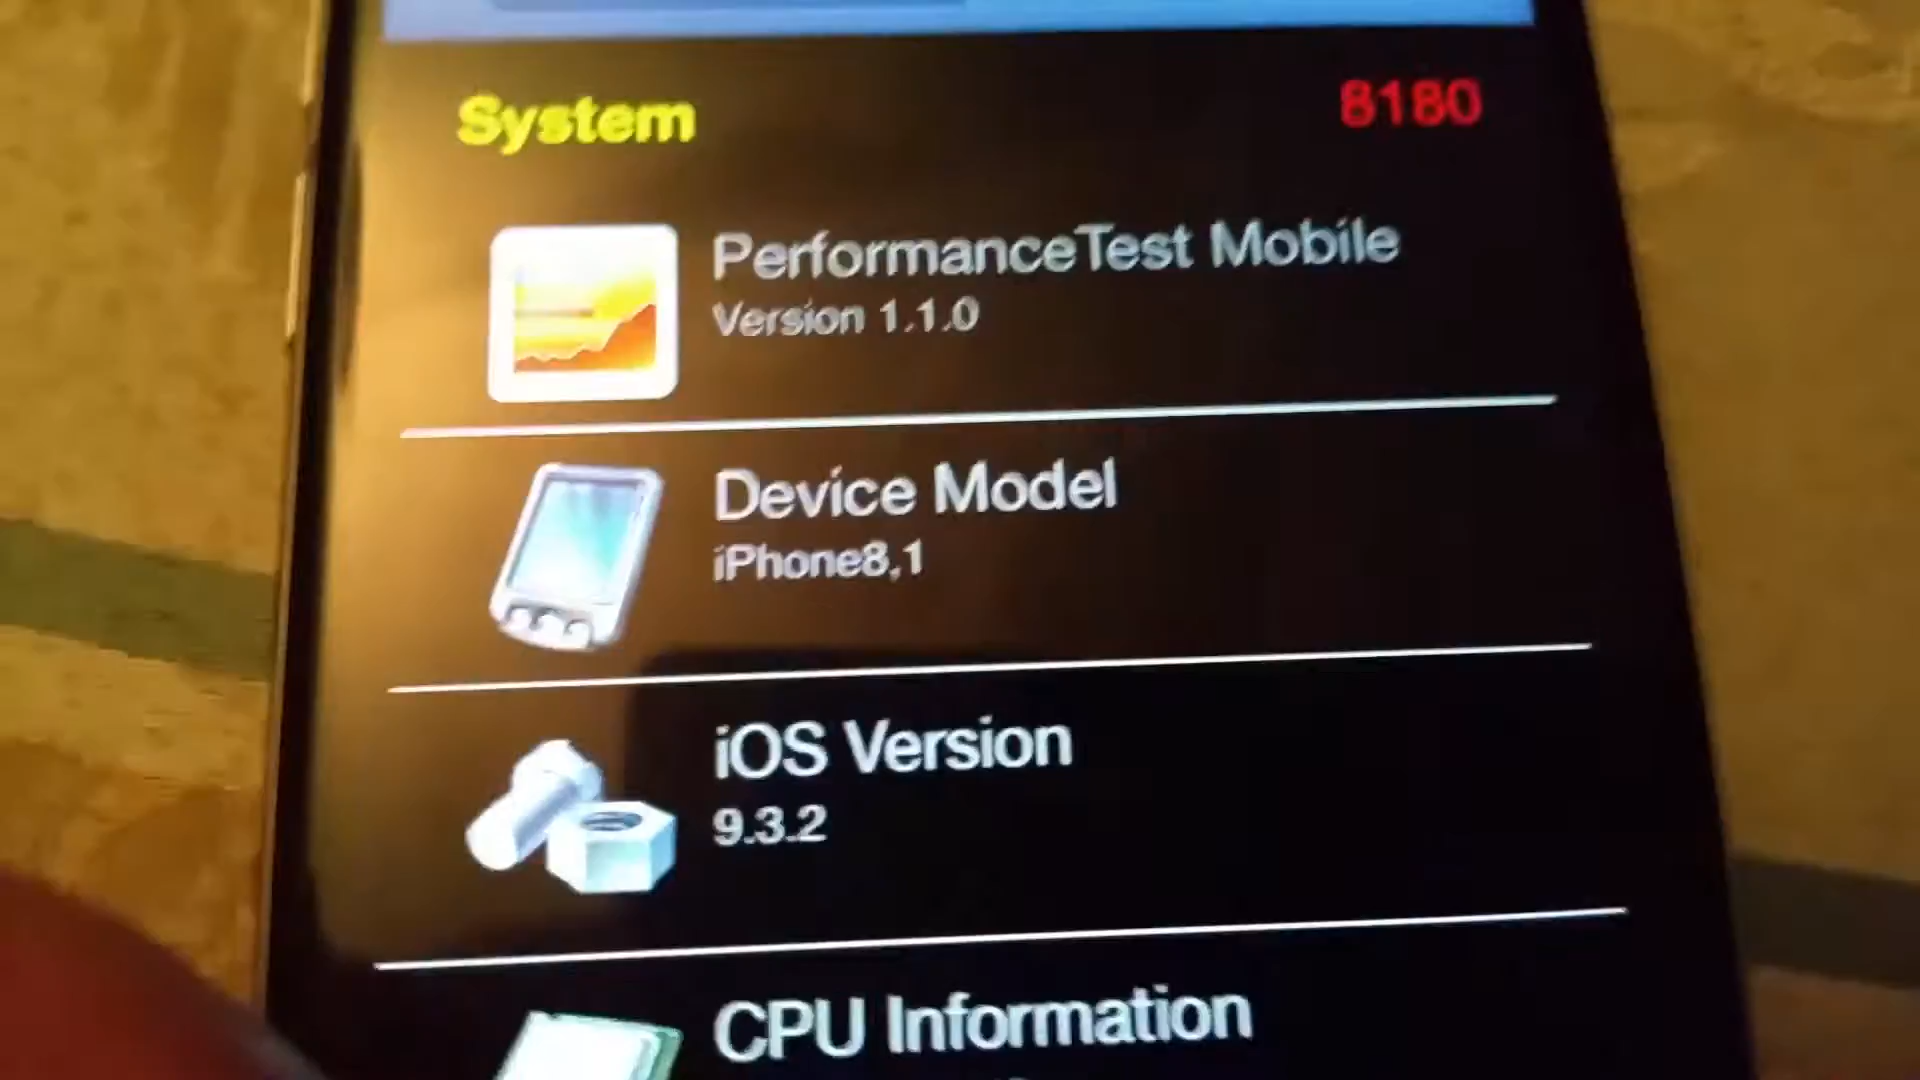 System 8180
PerformanceTest Mobile
Version 1.1.0
Device Model
iPhone8,1
iOS Version
9.3.2
CPU Information